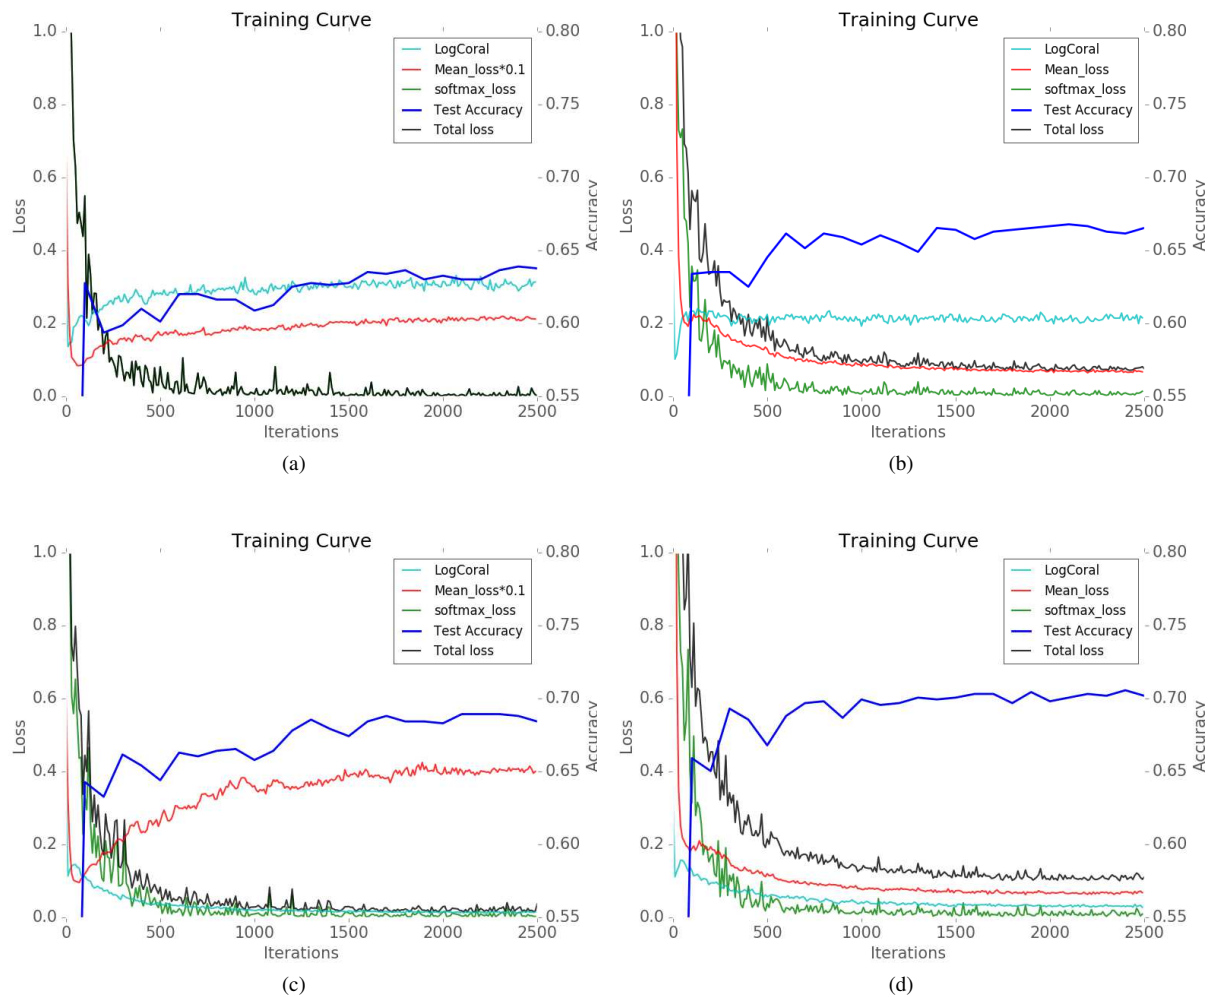 Training Curve
1.0
0.8
0.6
0.4
0.2
0.0
Loss
LogCoral
Mean_loss*0.1
softmax_loss
Test Accuracy
Total loss
0.80
0.75
0.70
0.65
0.60
0.55
Accuracy
0
500
1000
1500
2000
2500
Iterations
(a)
Training Curve
1.0
0.8
0.6
0.4
0.2
0.0
Loss
LogCoral
Mean_loss
softmax_loss
Test Accuracy
Total loss
0.80
0.75
0.70
0.65
0.60
0.55
Accuracy
0
500
1000
1500
2000
2500
Iterations
(b)
Training Curve
1.0
0.8
0.6
0.4
0.2
0.0
Loss
LogCoral
Mean_loss*0.1
softmax_loss
Test Accuracy
Total loss
0.80
0.75
0.70
0.65
0.60
0.55
Accuracy
0
500
1000
1500
2000
2500
Iterations
(c)
Training Curve
1.0
0.8
0.6
0.4
0.2
0.0
Loss
LogCoral
Mean_loss
softmax_loss
Test Accuracy
Total loss
0.80
0.75
0.70
0.65
0.60
0.55
Accuracy
0
500
1000
1500
2000
2500
Iterations
(d)